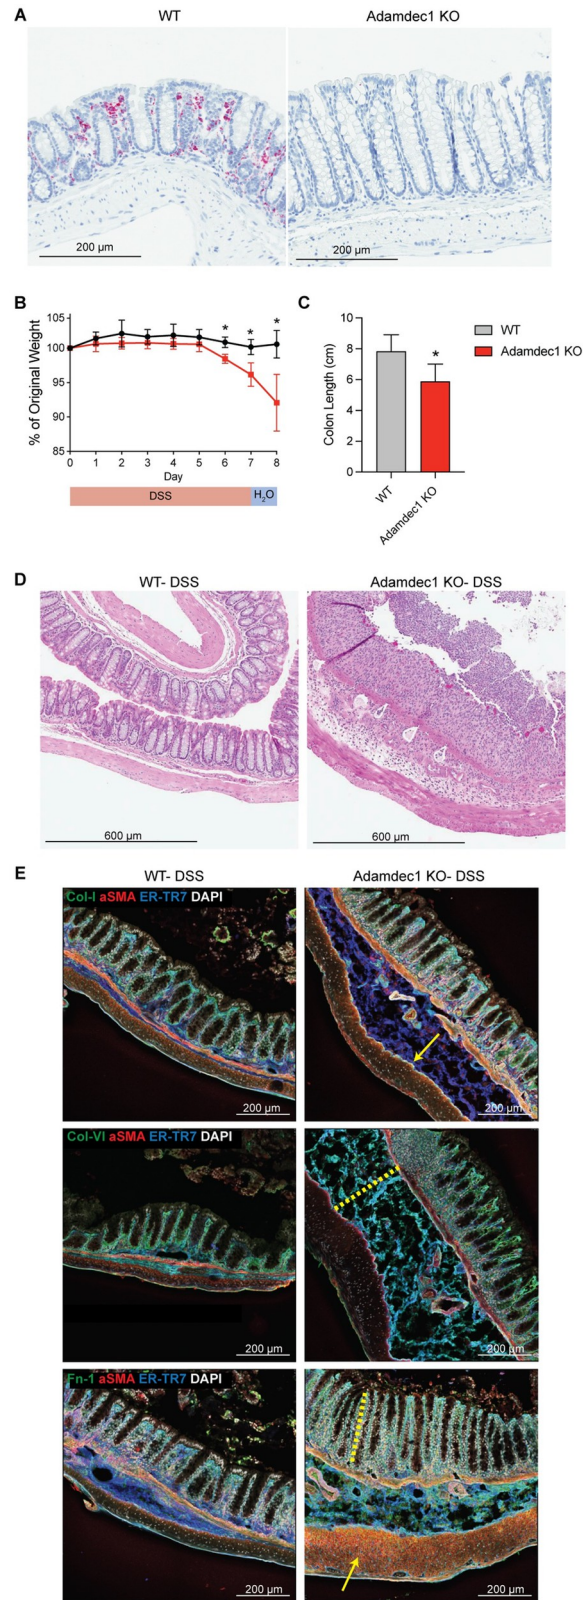 A
WT
Adamdec1 KO
200 µm
200 µm
B
% of Original Weight
105
100
95
90
85
* * *
0 1 2 3 4 5 6 7 8
Day
DSS
H2O
C
Colon Length (cm)
10
8
6
4
2
0
*
WT
Adamdec1 KO
WT
Adamdec1 KO
D
WT- DSS
Adamdec1 KO- DSS
600 µm
600 µm
E
WT- DSS
Adamdec1 KO- DSS
Col-I aSMA ER-TR7 DAPI
200 µm
200 µm
Col-VI aSMA ER-TR7 DAPI
200 µm
200 µm
Fn-1 aSMA ER-TR7 DAPI
200 µm
200 µm